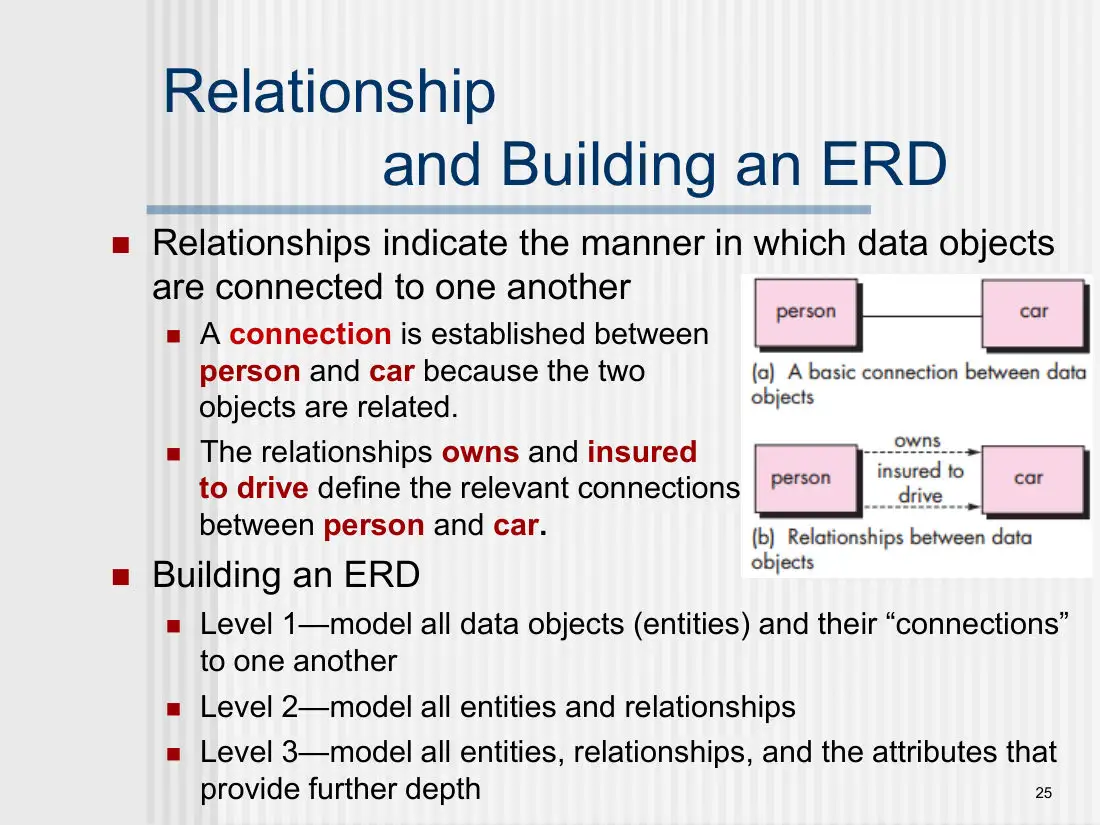 Relationship
and Building an ERD
Relationships indicate the manner in which data objects
are connected to one another
A connection is established between
person and car because the two
objects are related.
The relationships owns and insured
to drive define the relevant connections
between person and car.
person
car
(a) A basic connection between data
objects
person
owns
insured to
drive
car
(b) Relationships between data
objects
Building an ERD
Level 1—model all data objects (entities) and their “connections”
to one another
Level 2—model all entities and relationships
Level 3—model all entities, relationships, and the attributes that
provide further depth
25